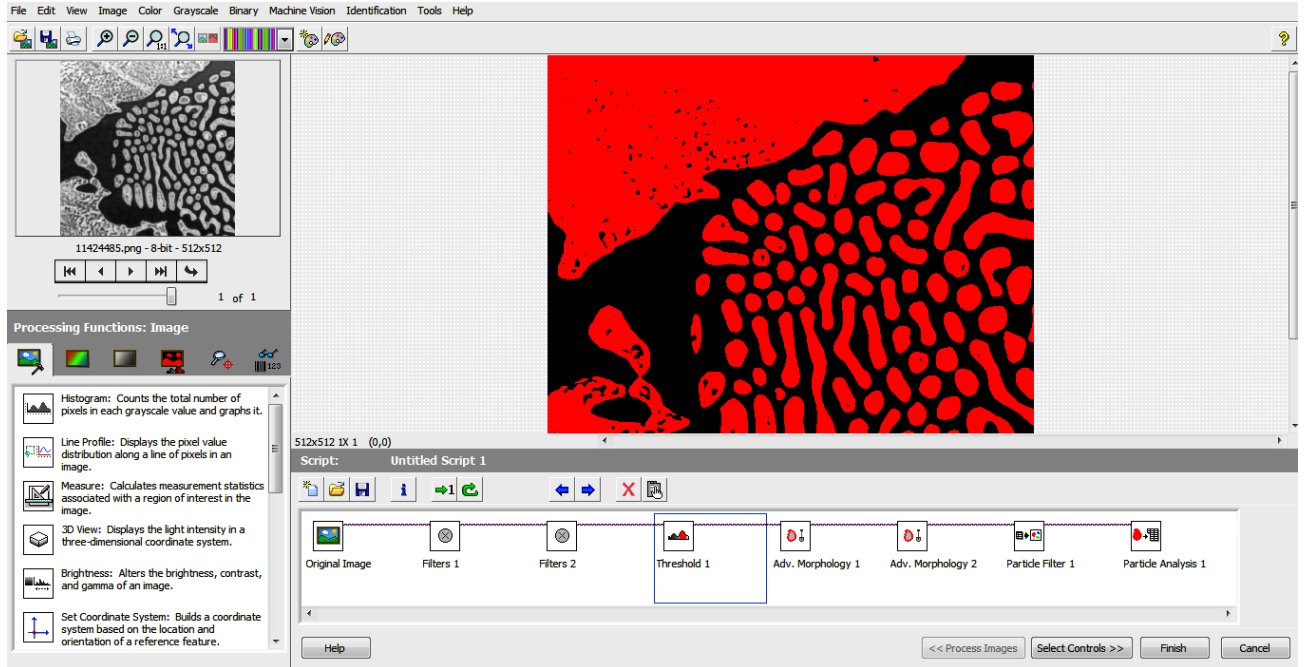 File Edit View Image Color Grayscale Binary Machine Vision Identification Tools Help
1:1
?
11424485.png - 8-bit - 512x512
1 of 1
Processing Functions: Image
123
Histogram: Counts the total number of
pixels in each grayscale value and graphs it.
Line Profile: Displays the pixel value
distribution along a line of pixels in an
image.
Measure: Calculates measurement statistics
associated with a region of interest in the
image.
3D View: Displays the light intensity in a
three-dimensional coordinate system.
Brightness: Alters the brightness, contrast,
and gamma of an image.
Set Coordinate System: Builds a coordinate
system based on the location and
orientation of a reference feature.
512x512 1X 1 (0,0)
Script: Untitled Script 1
i
1
Original Image Filters 1 Filters 2 Threshold 1 Adv. Morphology 1 Adv. Morphology 2 Particle Filter 1 Particle Analysis 1
Help << Process Images Select Controls >> Finish Cancel